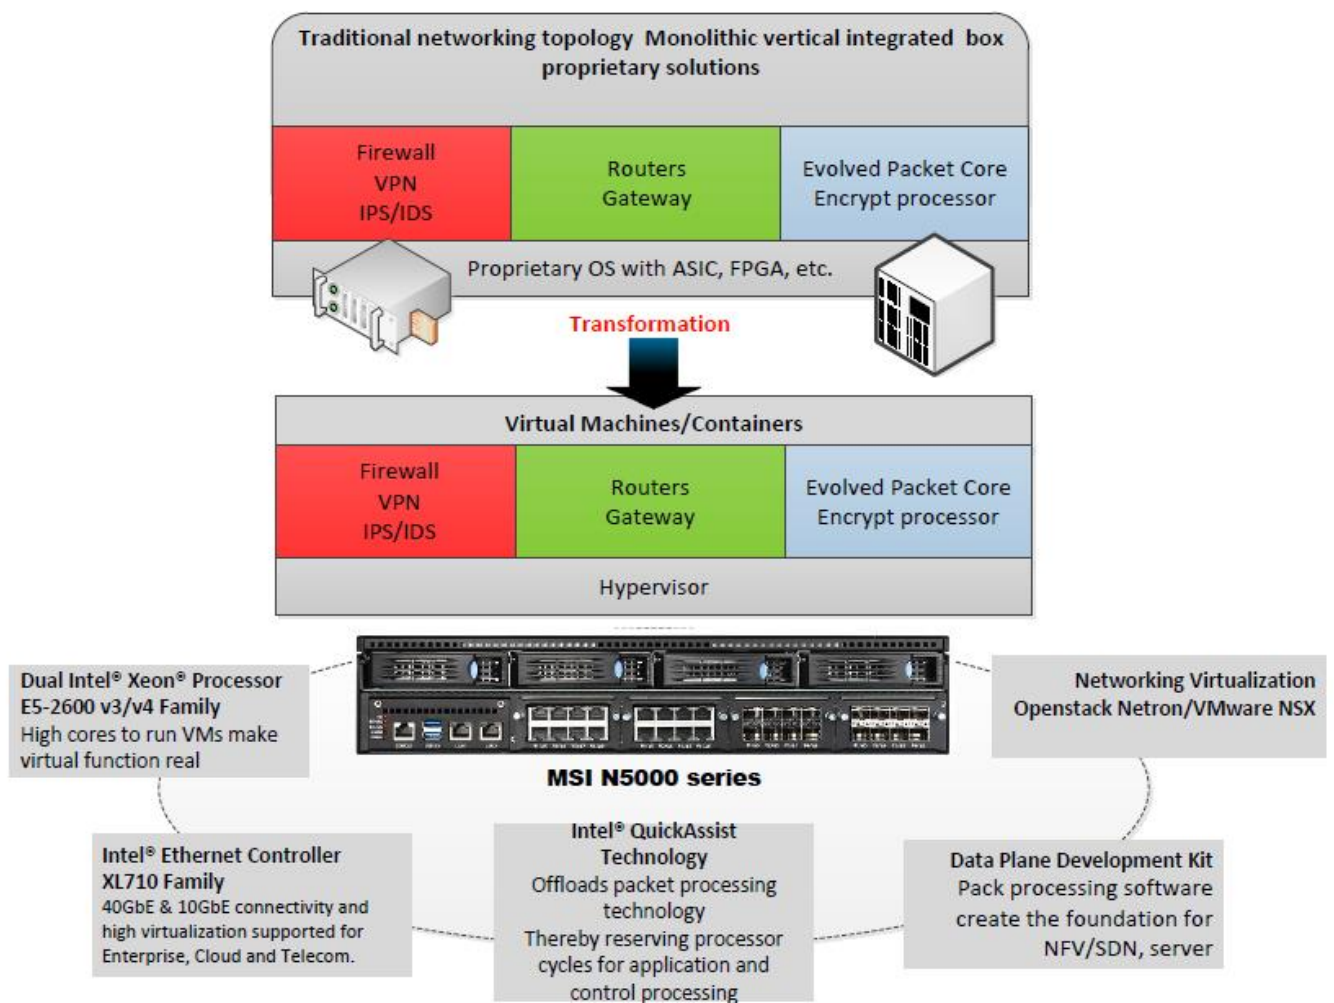 Traditional networking topology Monolithic vertical integrated box
proprietary solutions
Firewall
VPN
IPS/IDS
Routers
Gateway
Evolved Packet Core
Encrypt processor
Proprietary OS with ASIC, FPGA, etc.
Transformation
Virtual Machines/Containers
Firewall
VPN
IPS/IDS
Routers
Gateway
Evolved Packet Core
Encrypt processor
Hypervisor
Dual Intel® Xeon® Processor
E5-2600 v3/v4 Family
High cores to run VMs make
virtual function real
Networking Virtualization
Openstack Netron/VMware NSX
MSI N5000 series
Intel® Ethernet Controller
XL710 Family
40GbE & 10GbE connectivity and
high virtualization supported for
Enterprise, Cloud and Telecom.
Intel® QuickAssist
Technology
Offloads packet processing
technology
Thereby reserving processor
cycles for application and
control processing
Data Plane Development Kit
Pack processing software
create the foundation for
NFV/SDN, server